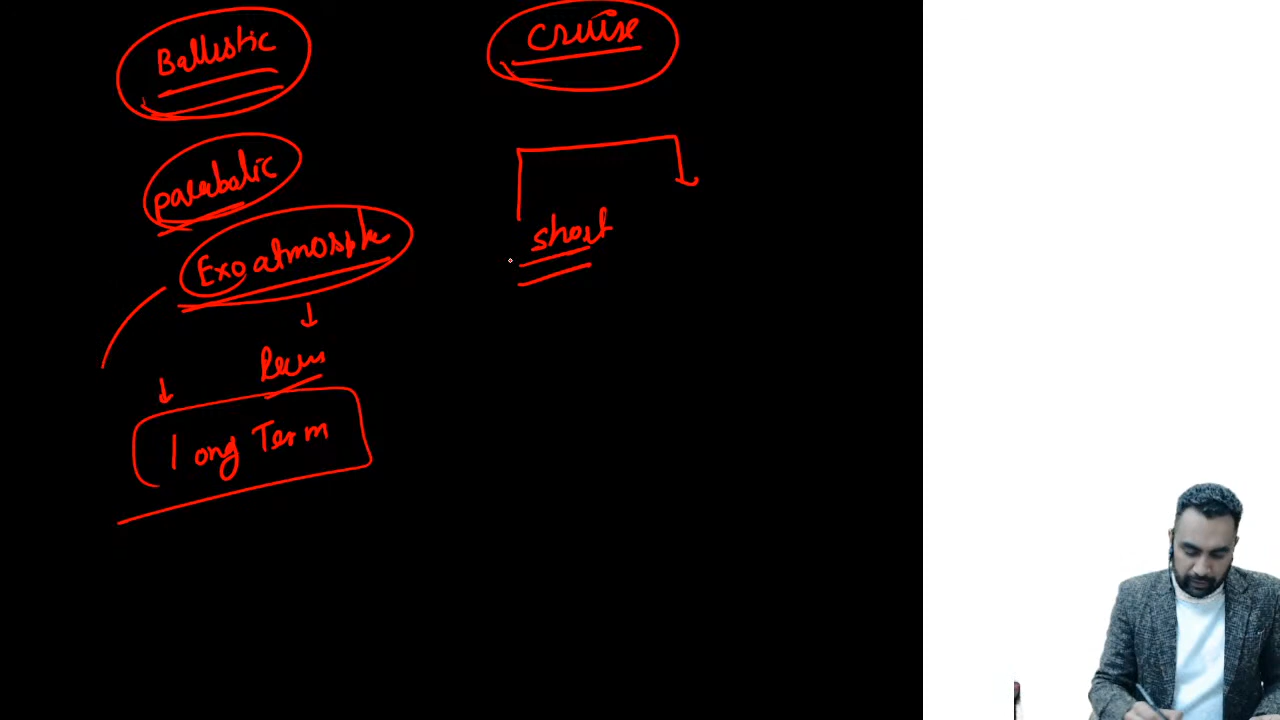 Ballistic
cruise
parabolic
Exoatmosphe
short
Long Term